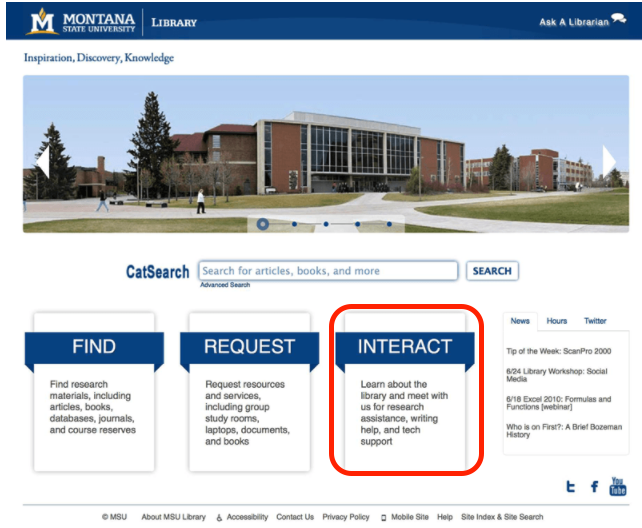 MONTANA
STATE UNIVERSITY
LIBRARY
Ask A Librarian
Inspiration, Discovery, Knowledge
CatSearch
Search for articles, books, and more
SEARCH
Advanced Search
FIND
Find research
materials, including
articles, books,
databases, journals,
and course reserves
REQUEST
Request resources
and services,
including group
study rooms,
laptops, documents,
and books
INTERACT
Learn about the
library and meet with
us for research
assistance, writing
help, and tech
support
News Hours Twitter
Tip of the Week: ScanPro 2000
6/24 Library Workshop: Social
Media
6/18 Excel 2010: Formulas and
Functions [webinar]
Who is on First?: A Brief Bozeman
History
You
Tube
© MSU About MSU Library Accessibility Contact Us Privacy Policy Mobile Site Help Site Index & Site Search